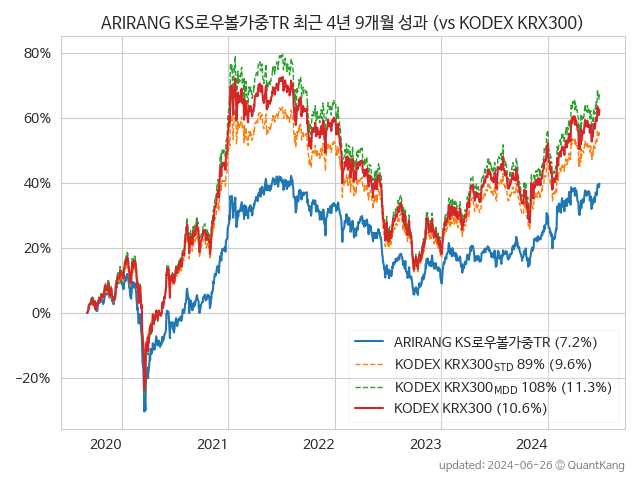 ARIRANG KS로우볼가중TR 최근 4년 9개월 성과 (vs KODEX KRX300)
80%
60%
40%
20%
0%
−20%
ARIRANG KS로우볼가중TR (7.2%)
KODEX KRX300STD 89% (9.6%)
KODEX KRX300MDD 108% (11.3%)
KODEX KRX300 (10.6%)
2020 2021 2022 2023 2024
updated: 2024-06-26 © QuantKang